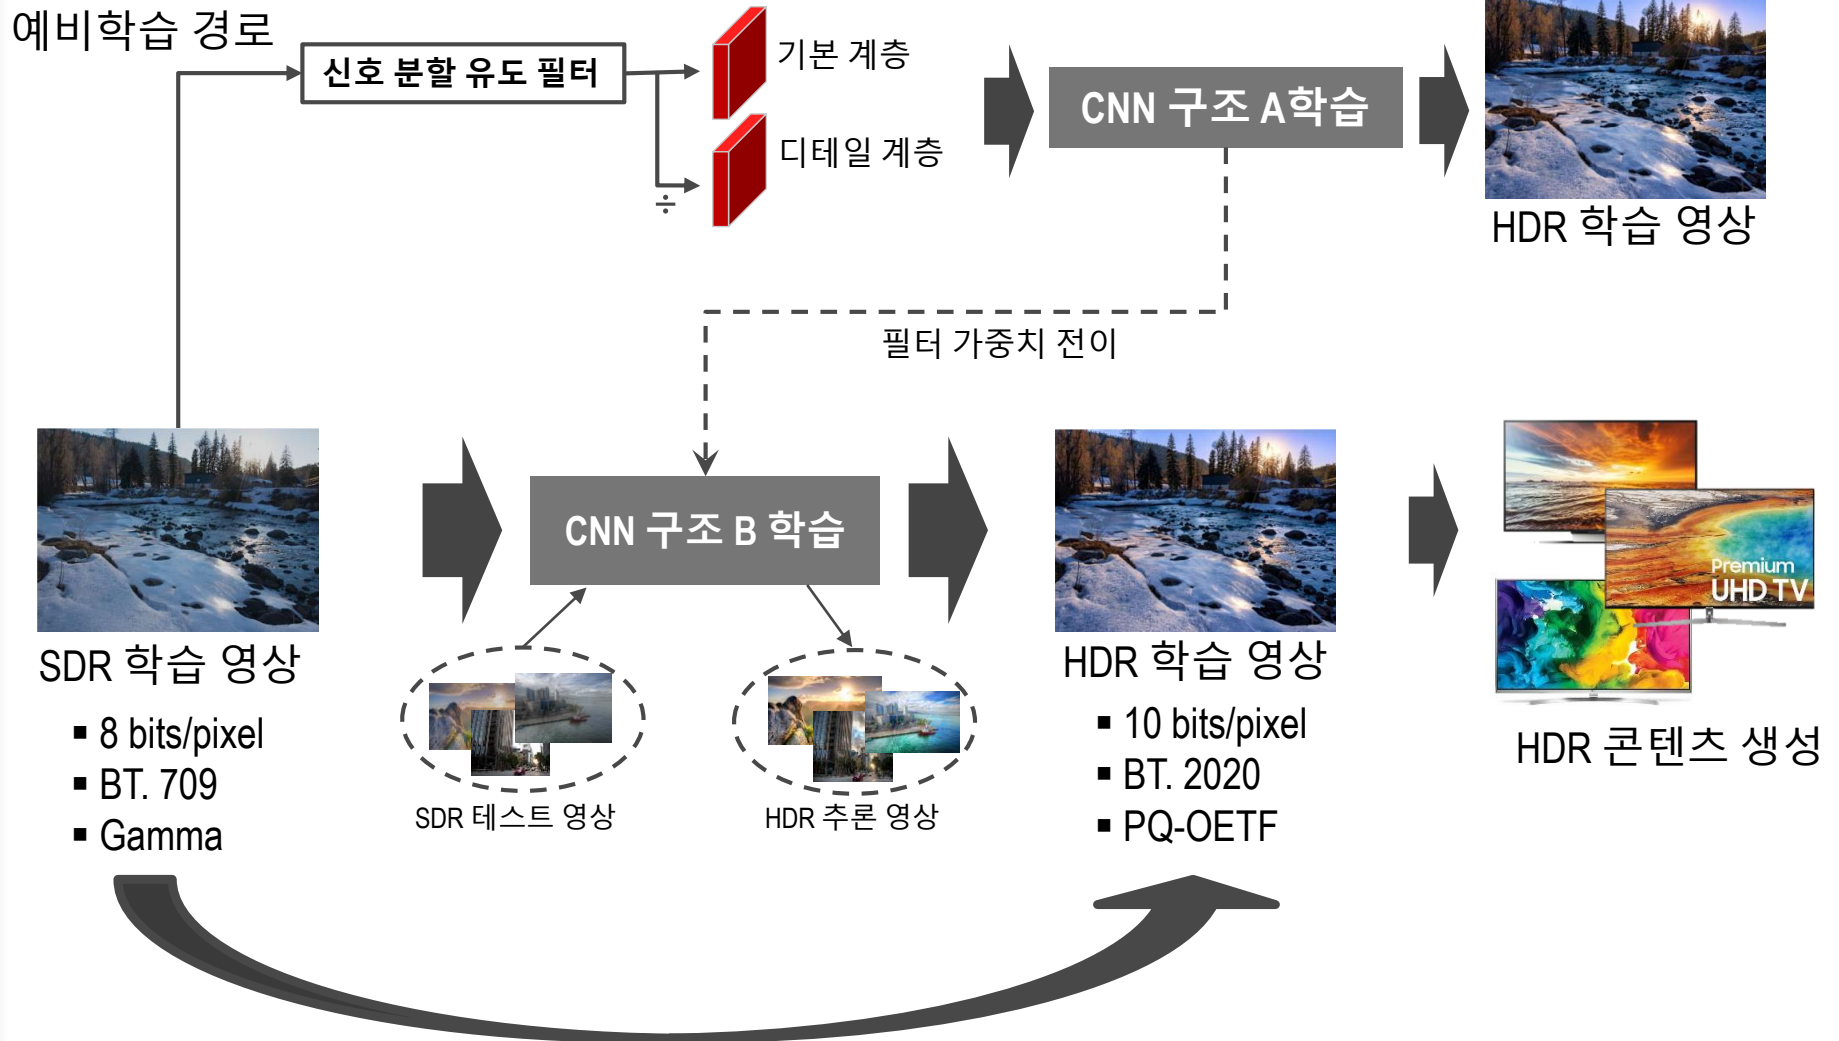 예비학습 경로
신호 분할 유도 필터
기본 계층
디테일 계층
÷
CNN 구조 A학습
HDR 학습 영상
필터 가중치 전이
CNN 구조 B 학습
SDR 학습 영상
▪ 8 bits/pixel
▪ BT. 709
▪ Gamma
SDR 테스트 영상
HDR 추론 영상
HDR 학습 영상
▪ 10 bits/pixel
▪ BT. 2020
▪ PQ-OETF
Premium
UHD TV
HDR 콘텐츠 생성